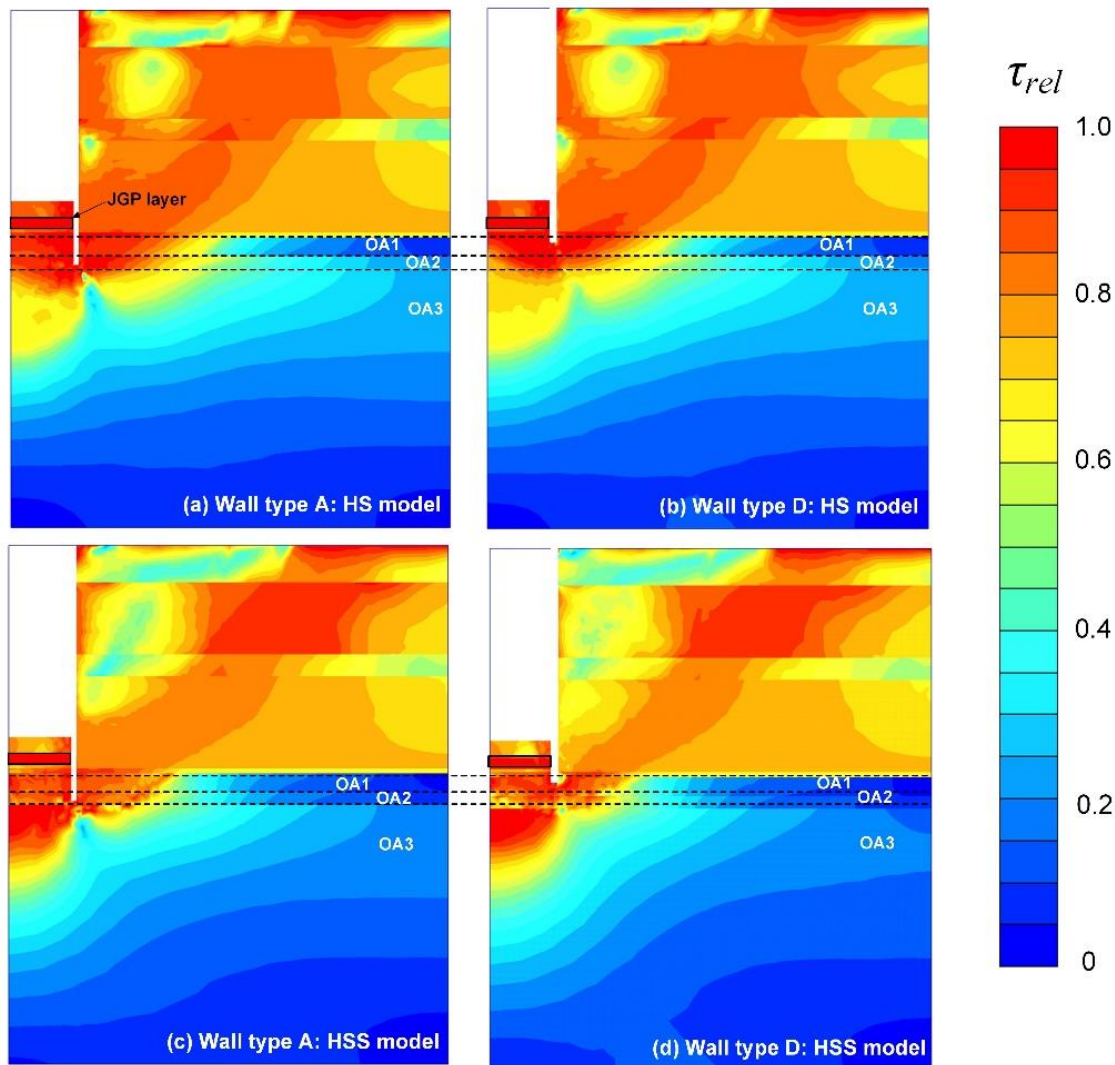 JGP layer
OA1
OA2
OA3
(a) Wall type A: HS model
OA1
OA2
OA3
(b) Wall type D: HS model
OA1
OA2
OA3
(c) Wall type A: HSS model
OA1
OA2
OA3
(d) Wall type D: HSS model
τrel
1.0
0.8
0.6
0.4
0.2
0